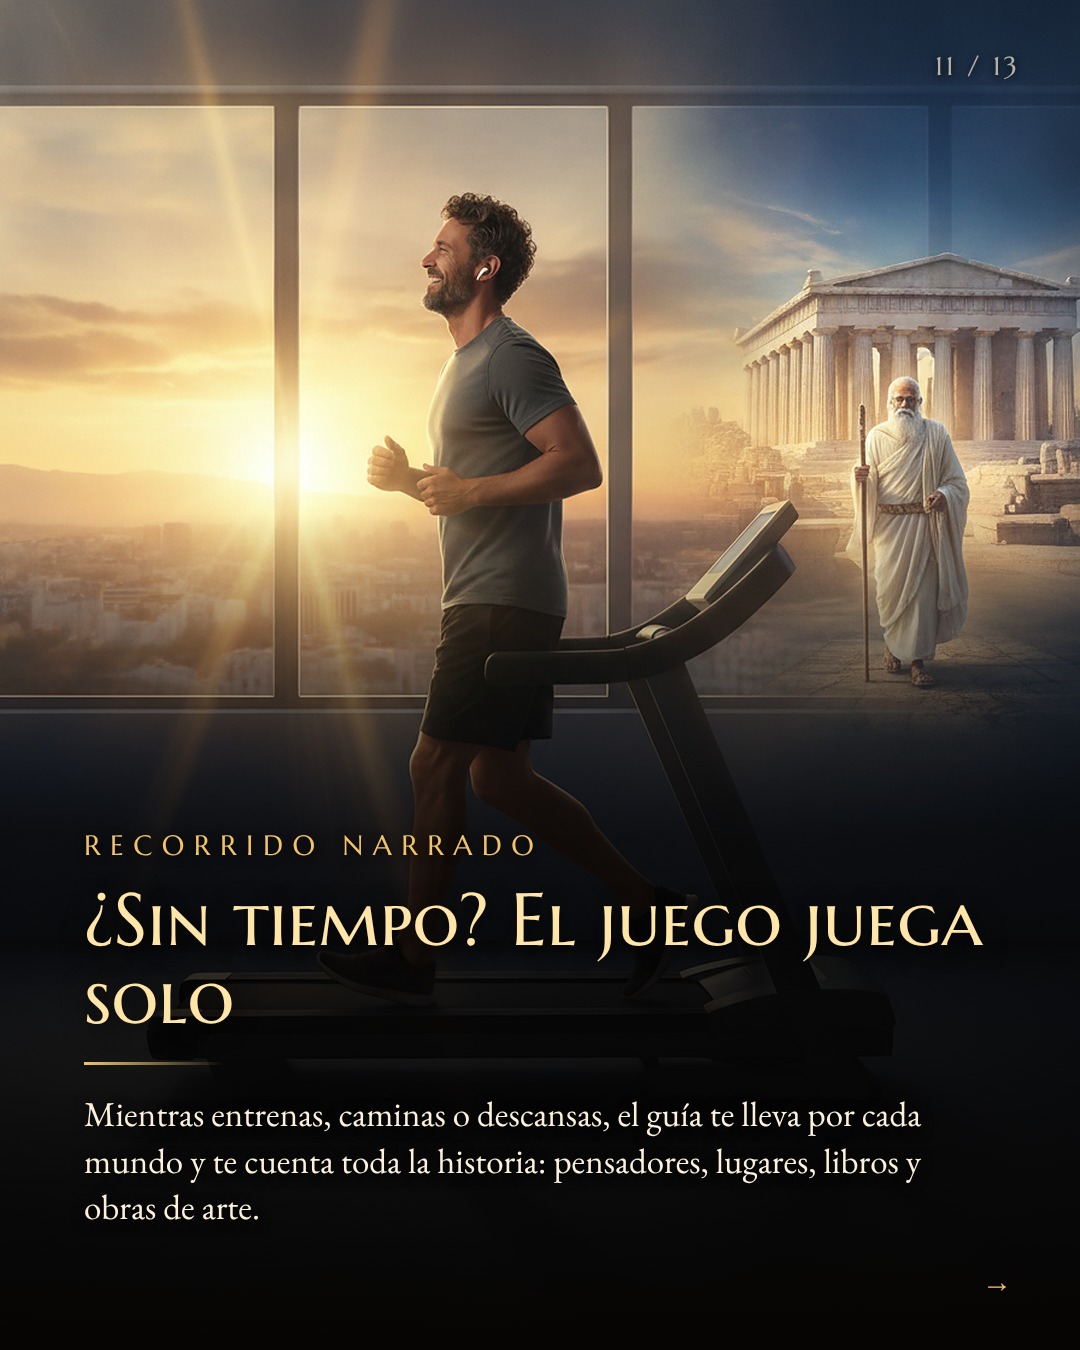 11 / 13
RECORRIDO NARRADO
¿Sin tiempo? El juego juega
solo
Mientras entrenas, caminas o descansas, el guía te lleva por cada
mundo y te cuenta toda la historia: pensadores, lugares, libros y
obras de arte.
→